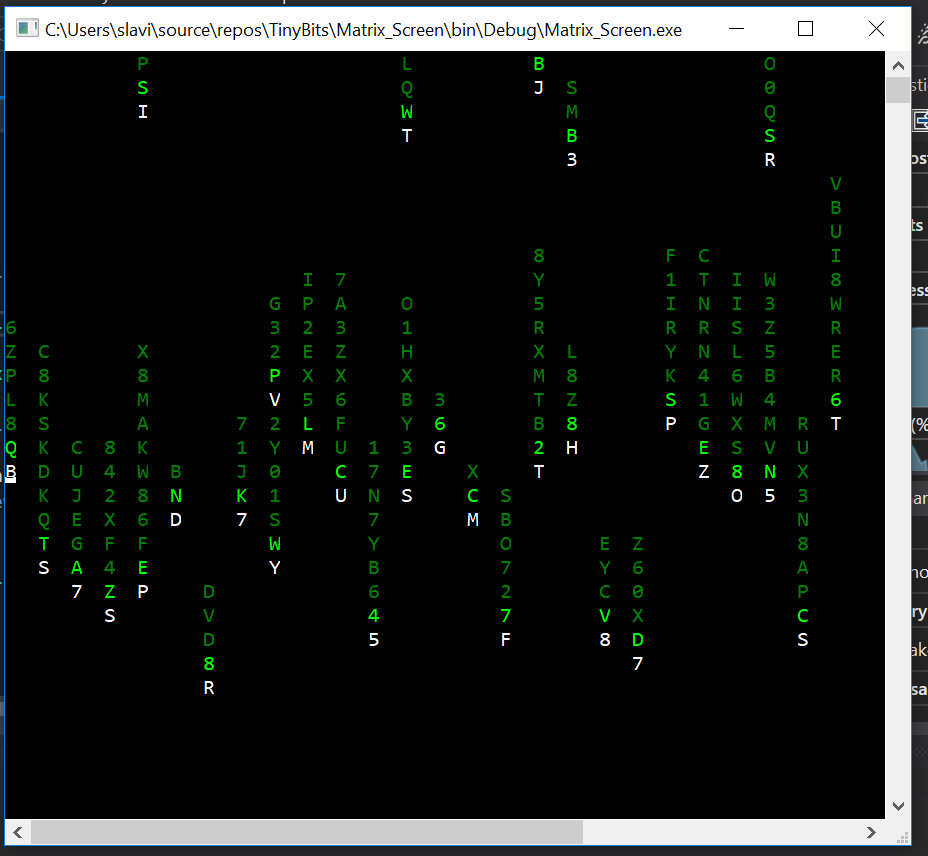 C:\Users\slavi\source\repos\TinyBits\Matrix_Screen\bin\Debug\Matrix_Screen.exe
P L B O
S Q J S 0
I W M Q
T B S
3 R
V
B
U
8 F C I
I 7 Y 1 T I W 8
G P A O 5 I N I 3 W
6 3 2 3 1 R R R S Z R
Z C X 2 E Z H X L Y N L 5 E
P 8 8 P X X X M 8 K 4 6 B R
L K M V 5 6 B 3 T Z S 1 W 4 6
8 S A 7 2 L F Y 6 B 8 P G X M R T
Q K C 8 K 1 Y M U 1 3 G 2 H E S V U
B D U 4 W B J 0 C 7 E X T Z 8 N X
K J 2 8 N K 1 U N S C S O 5 3
Q E X 6 D 7 S 7 M B N
T G F F W Y O E Z 8
S A 4 E Y B 7 Y 6 A
7 Z P D 6 2 C 0 P
S V 4 7 V X C
D 5 F 8 D S
8 7
R